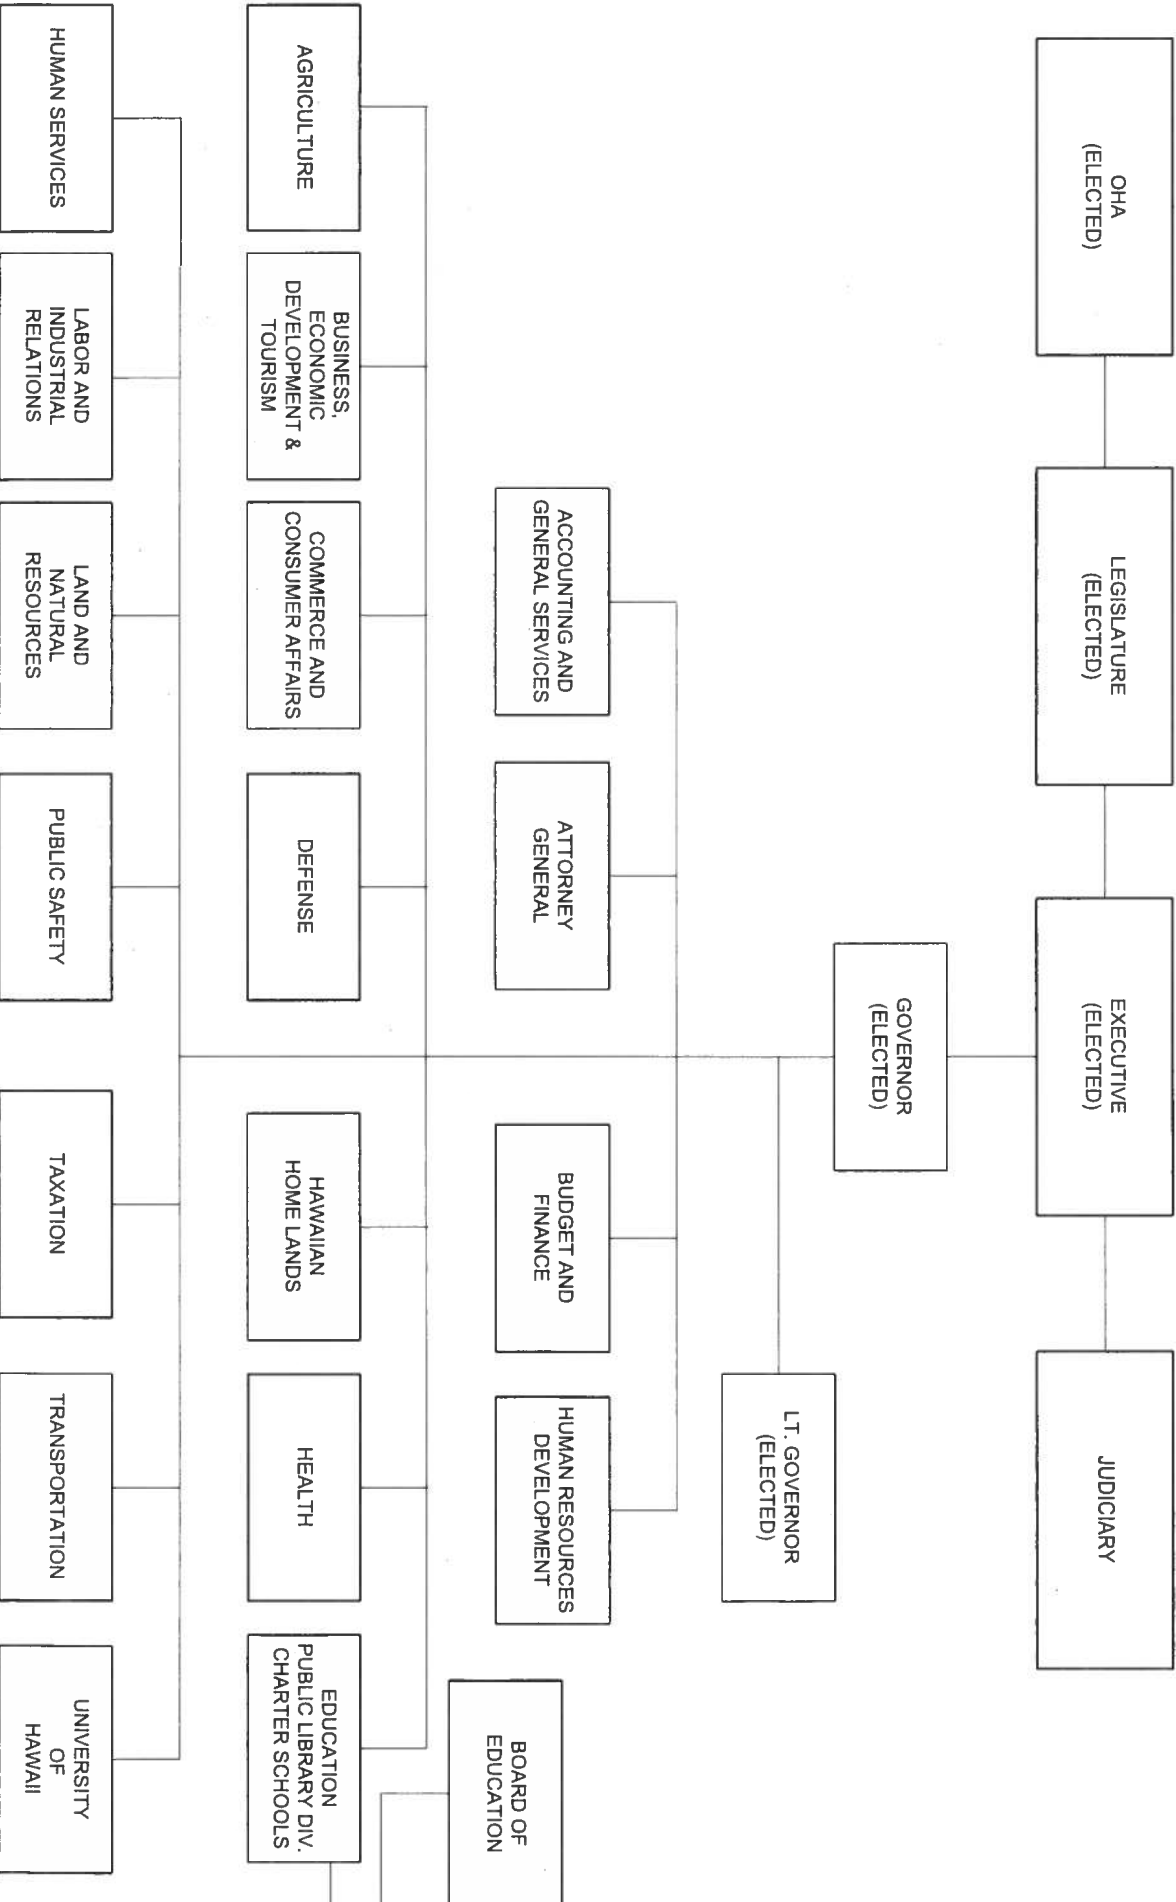 OHA
(ELECTED)
LEGISLATURE
(ELECTED)
EXECUTIVE
(ELECTED)
JUDICIARY
GOVERNOR
(ELECTED)
LT. GOVERNOR
(ELECTED)
ACCOUNTING AND
GENERAL SERVICES
ATTORNEY
GENERAL
BUDGET AND
FINANCE
HUMAN RESOURCES
DEVELOPMENT
BOARD OF
EDUCATION
AGRICULTURE
BUSINESS,
ECONOMIC
DEVELOPMENT &
TOURISM
COMMERCE AND
CONSUMER AFFAIRS
DEFENSE
HAWAIIAN
HOME LANDS
HEALTH
EDUCATION
PUBLIC LIBRARY DIV.
CHARTER SCHOOLS
HUMAN SERVICES
LABOR AND
INDUSTRIAL
RELATIONS
LAND AND
NATURAL
RESOURCES
PUBLIC SAFETY
TAXATION
TRANSPORTATION
UNIVERSITY
OF
HAWAII